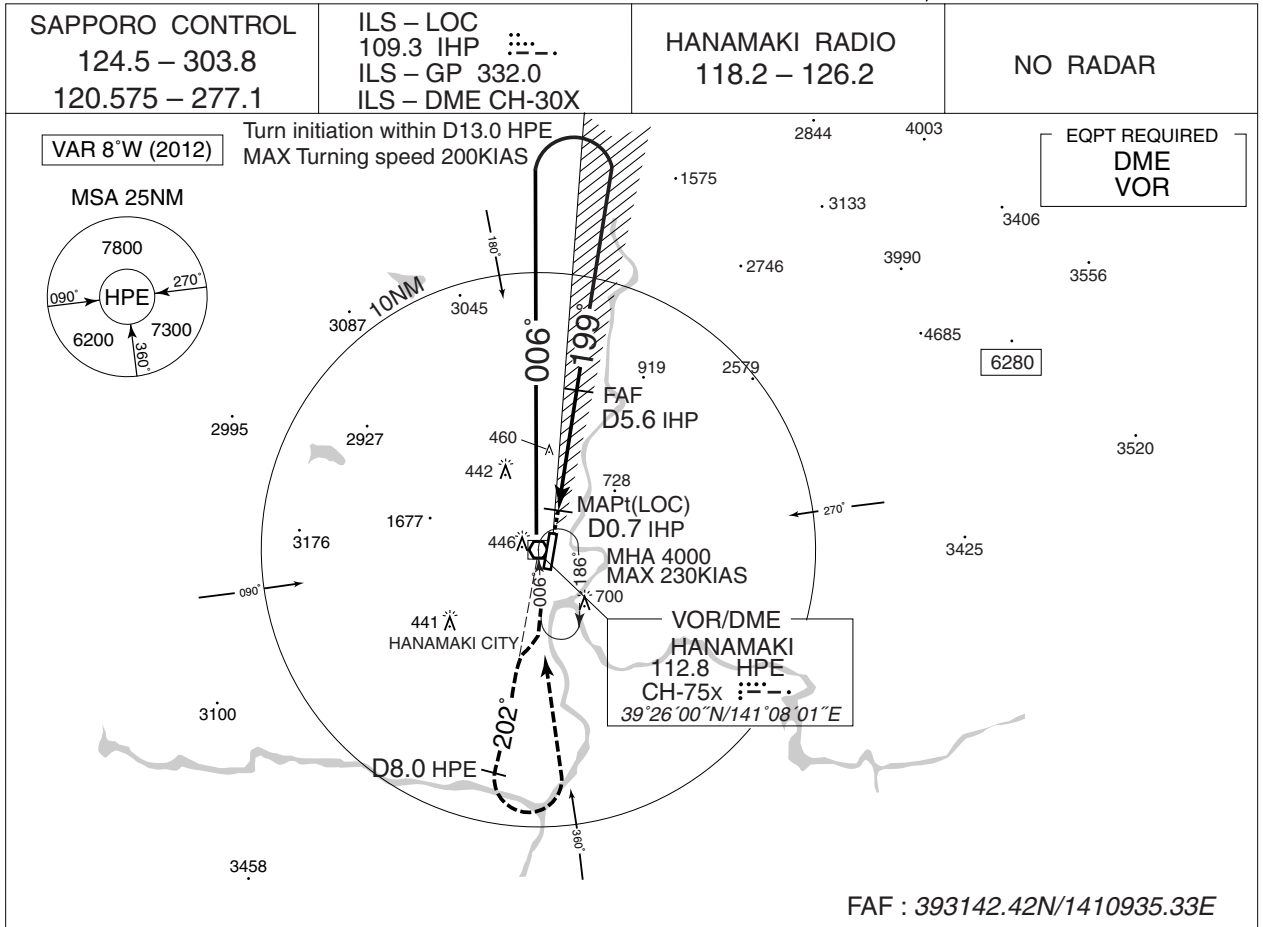 SAPPORO CONTROL
124.5 – 303.8
120.575 – 277.1
ILS – LOC
109.3 IHP
ILS – GP 332.0
ILS – DME CH-30X
HANAMAKI RADIO
118.2 – 126.2
NO RADAR
VAR 8°W (2012)
Turn initiation within D13.0 HPE
MAX Turning speed 200KIAS
EQPT REQUIRED
DME
VOR
MSA 25NM
7800
090°
HPE
270°
6200
7300
360°
2844
4003
1575
3133
3406
180°
2746
3990
3556
10NM
3045
3087
006°
199°
4685
6280
919
2579
FAF
D5.6 IHP
2995
2927
460
442
3520
728
MAPt(LOC)
D0.7 IHP
1677
270°
3176
446
3425
MHA 4000
MAX 230KIAS
006°
186°
090°
700
441
HANAMAKI CITY
VOR/DME
HANAMAKI
112.8 HPE
CH-75x
39°26´00˝N/141°08´01˝E
3100
202°
D8.0 HPE
360°
3458
FAF : 393142.42N/1410935.33E